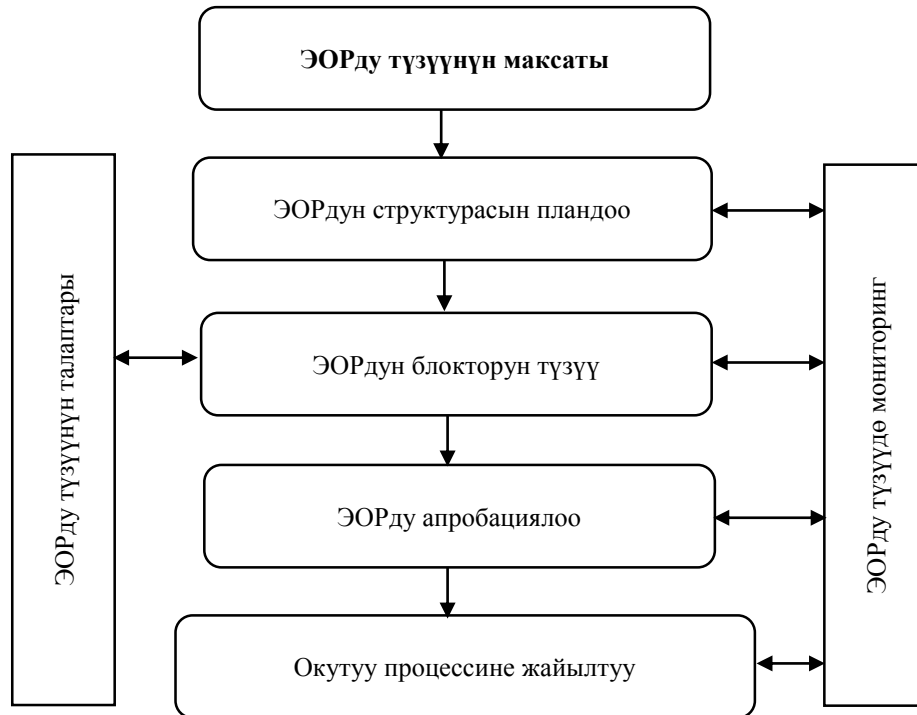 ЭОРду түзүүнүн максаты
ЭОРдун структурасын пландоо
ЭОРду түзүүнүн талаптары
ЭОРдун блокторун түзүү
ЭОРду түзүүдө мониторинг
ЭОРду апробациялоо
Окутуу процессине жайылтуу